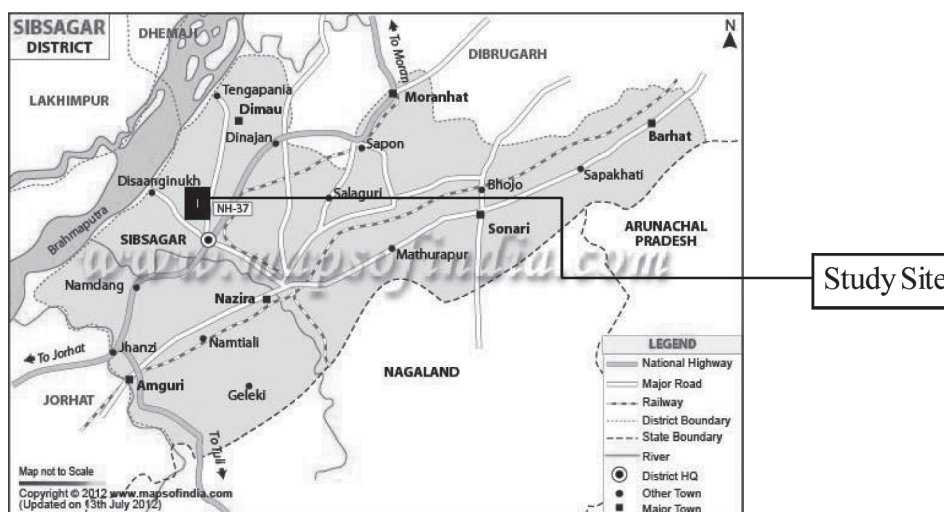 SIBSAGAR
DISTRICT
DHEMAJI
N
To Moran
DIBRUGARH
LAKHIMPUR
Tengapania
Dimau
Moranhat
Dinajan
Sapon
Barhat
Disaanginukh
Salaguri
Bhojo
Sapakhati
I
NH-37
Brahmaputra
SIBSAGAR
Sonari
ARUNACHAL
PRADESH
Mathurapur
www.mapsofindia.com
Study Site
Namdang
Nazira
To Jorhat
Jhanzi
Namtiali
NAGALAND
Amguri
Geleki
JORHAT
To Tuli
LEGEND
National Highway
Major Road
Railway
District Boundary
State Boundary
River
District HQ
Other Town
Major Town
Map not to Scale
Copyright © 2012 www.mapsofindia.com
(Updated on 13th July 2012)